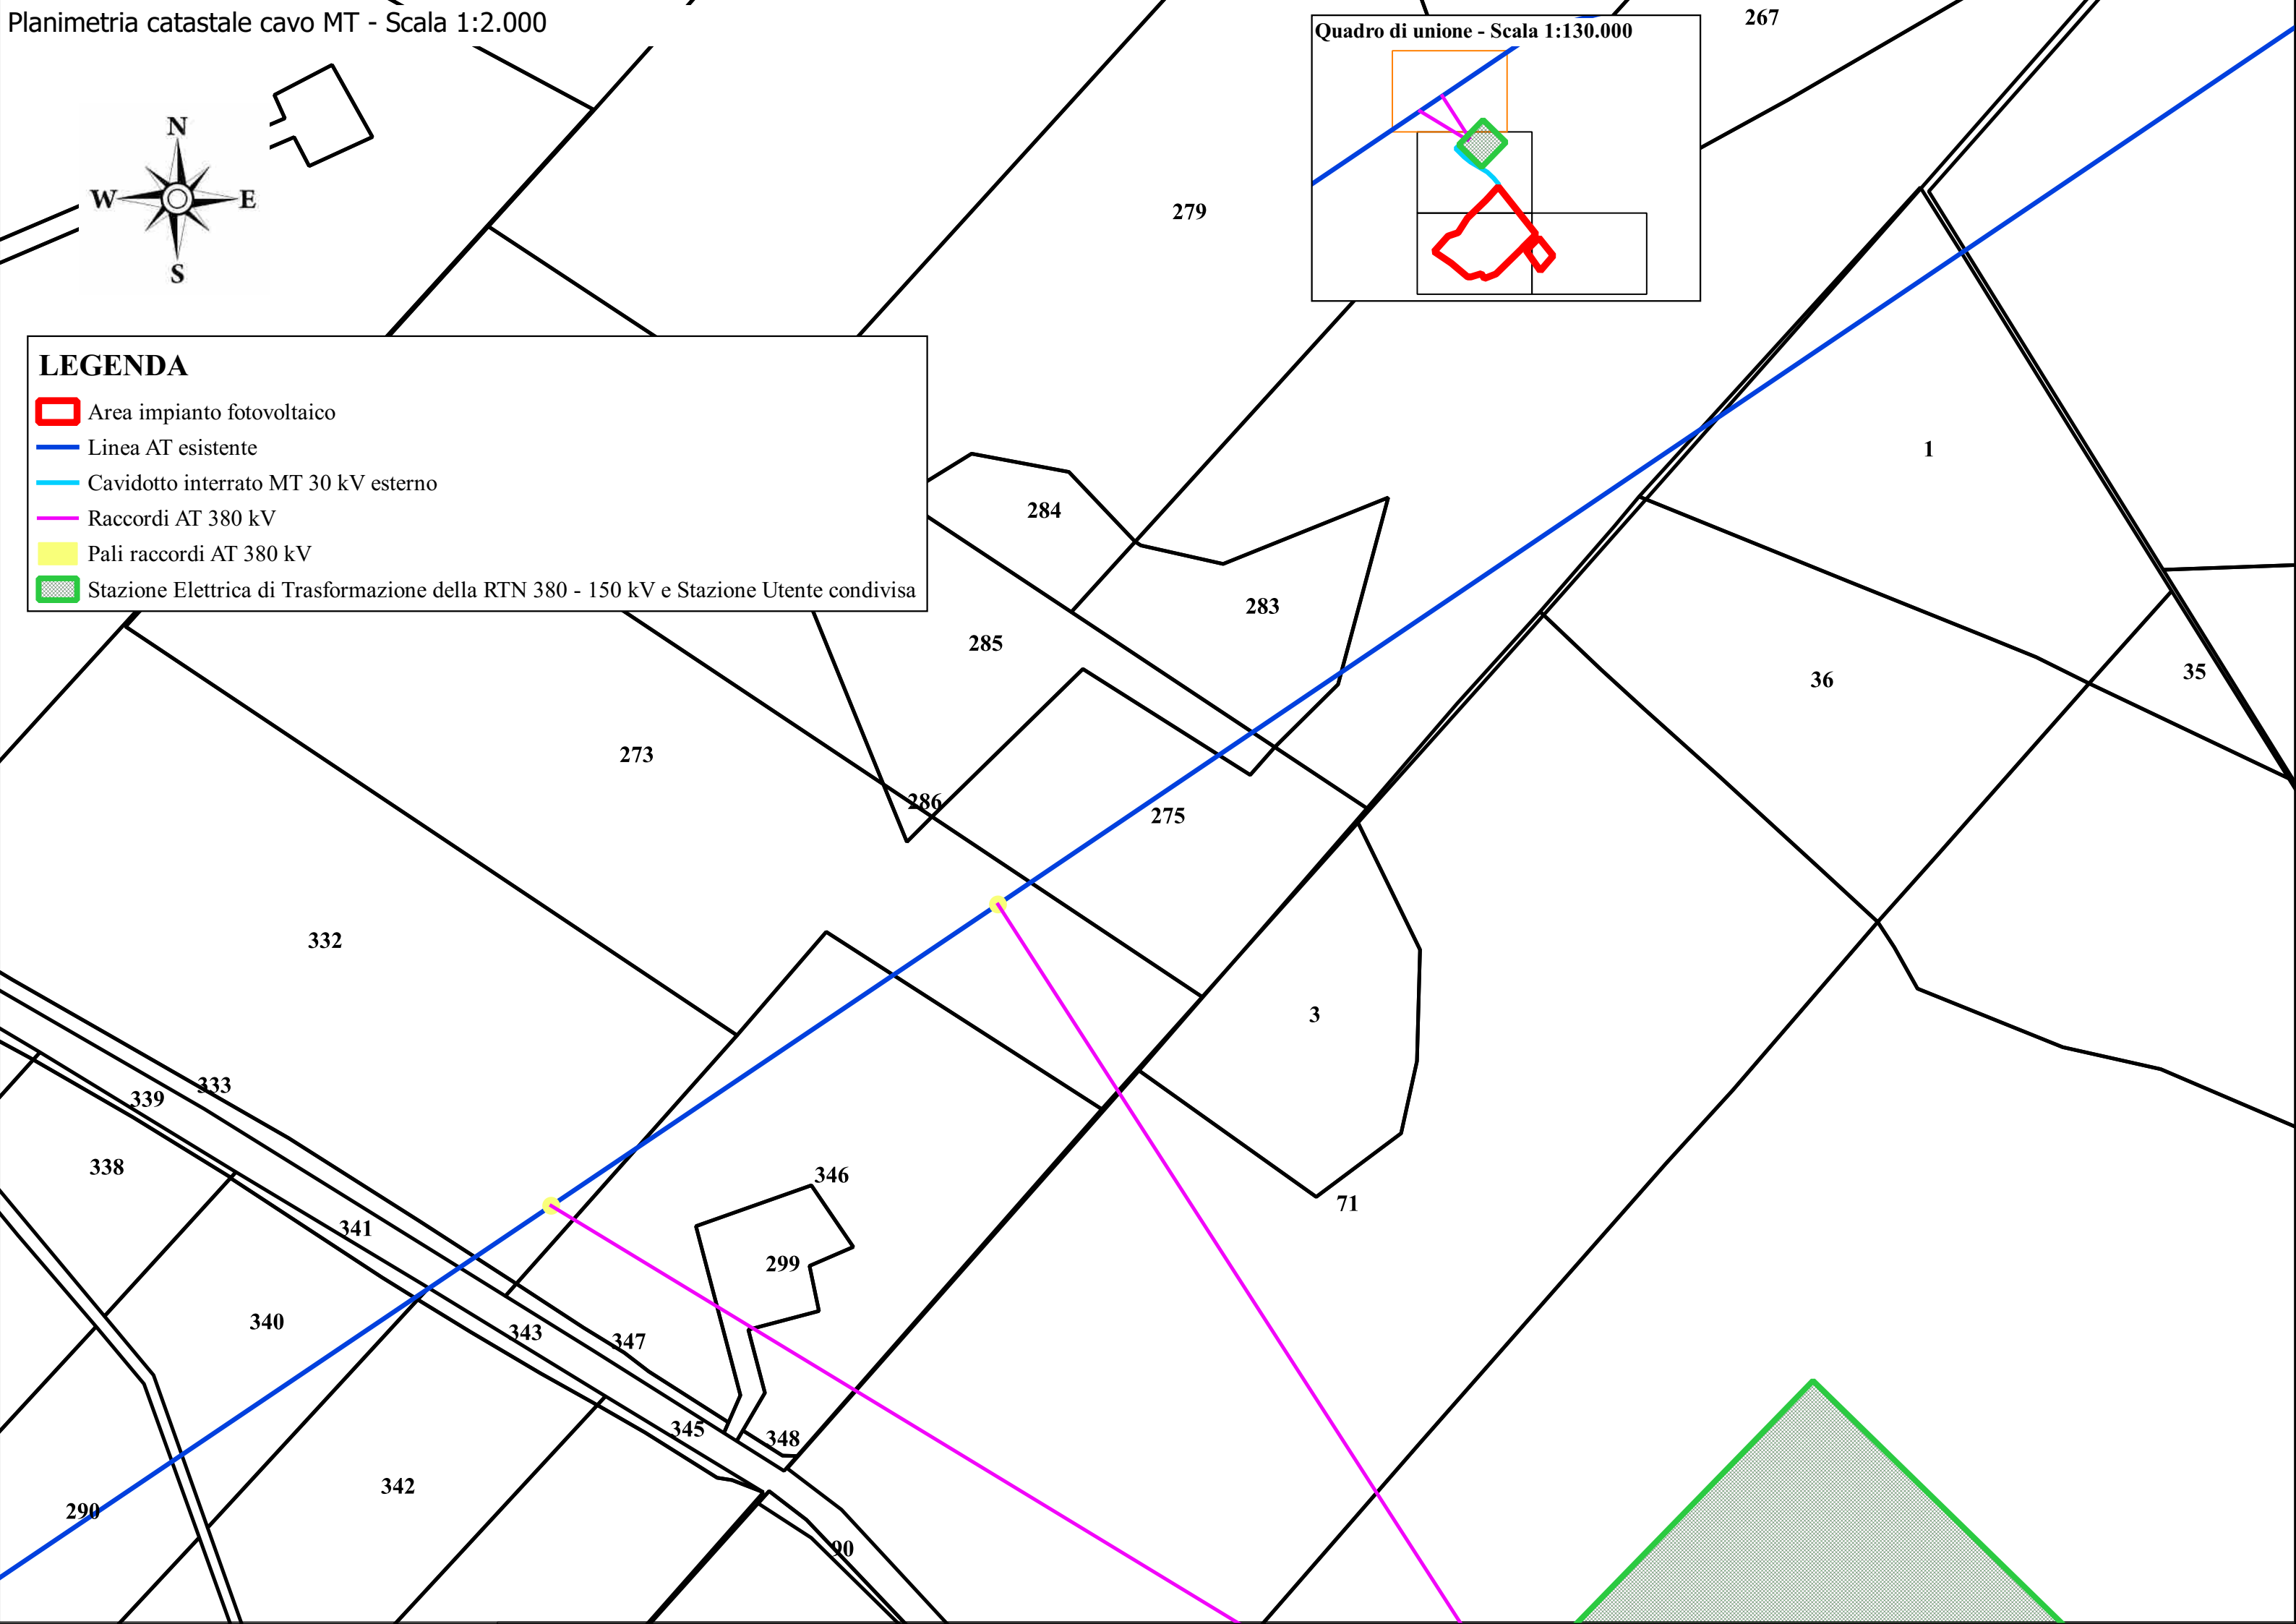 Planimetria catastale cavo MT - Scala 1:2.000
Quadro di unione - Scala 1:130.000
267
N
W
E
S
279
LEGENDA
Area impianto fotovoltaico
Linea AT esistente
Cavidotto interrato MT 30 kV esterno
Raccordi AT 380 kV
Pali raccordi AT 380 kV
Stazione Elettrica di Trasformazione della RTN 380 - 150 kV e Stazione Utente condivisa
1
284
283
285
36
35
273
286
275
332
3
333
339
338
346
71
341
299
340
343
347
345
348
342
290
90